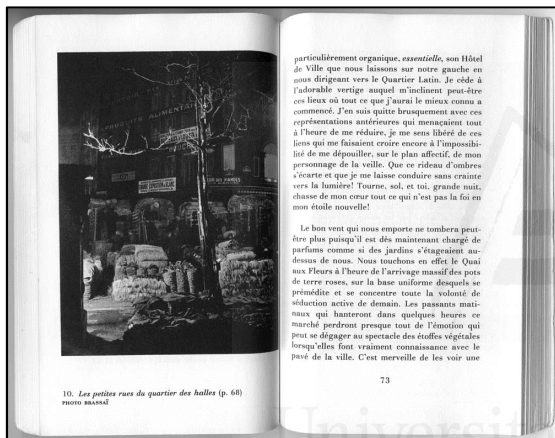 PRODUITS ALIMENTAIRES
10. Les petites rues du quartier des halles (p. 68)
PHOTO BRASSAÏ
particulièrement organique, essentielle, son Hôtel
de Ville que nous laissons sur notre gauche en
nous dirigeant vers le Quartier Latin. Je cède à
l'adorable vertige auquel m'inclinent peut-être
ces lieux où tout ce que j'aurai le mieux connu a
commencé. J'en suis quitte brusquement avec ces
représentations antérieures qui menaçaient tout
à l'heure de me réduire, je me sens libéré de ces
liens qui me faisaient croire encore à l'impossibi-
lité de me dépouiller, sur le plan affectif, de mon
personnage de la veille. Que ce rideau d'ombres
s'écarte et que je me laisse conduire sans crainte
vers la lumière! Tourne, sol, et toi, grande nuit,
chasse de mon cœur tout ce qui n'est pas la foi en
mon étoile nouvelle!
Le bon vent qui nous emporte ne tombera peut-
être plus puisqu'il est dès maintenant chargé de
parfums comme si des jardins s'étageaient au-
dessus de nous. Nous touchons en effet le Quai
aux Fleurs à l'heure de l'arrivage massif des pots
de terre roses, sur la base uniforme desquels se
prémédite et se concentre toute la volonté de
séduction active de demain. Les passants mati-
naux qui hanteront dans quelques heures ce
marché perdront presque tout de l'émotion qui
peut se dégager au spectacle des étoffes végétales
lorsqu'elles font vraiment connaissance avec le
pavé de la ville. C'est merveille de les voir une
73
Universit